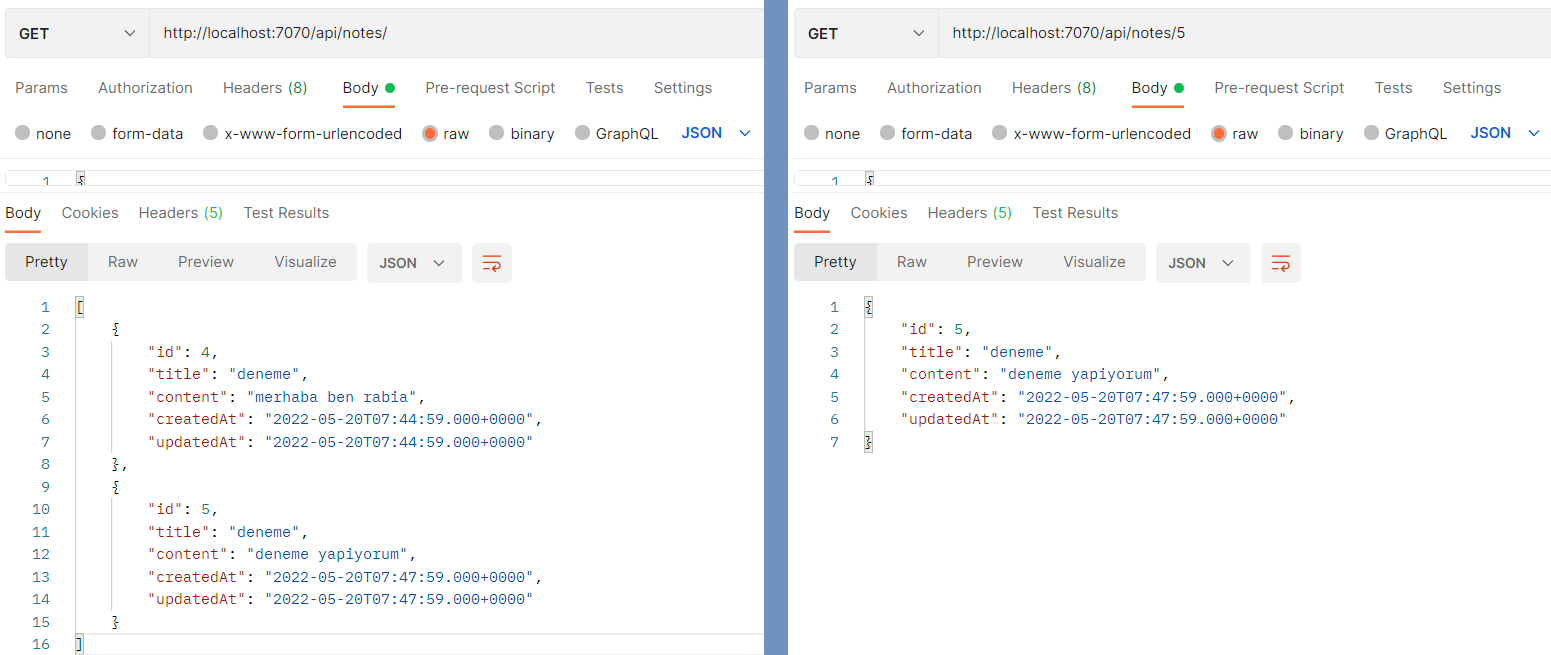 GET http://localhost:7070/api/notes/
Params Authorization Headers (8) Body Pre-request Script Tests Settings
none form-data x-www-form-urlencoded raw binary GraphQL JSON
1 {
Body Cookies Headers (5) Test Results
Pretty Raw Preview Visualize JSON
1 [
2 {
3 "id": 4,
4 "title": "deneme",
5 "content": "merhaba ben rabia",
6 "createdAt": "2022-05-20T07:44:59.000+0000",
7 "updatedAt": "2022-05-20T07:44:59.000+0000"
8 },
9 {
10 "id": 5,
11 "title": "deneme",
12 "content": "deneme yapiyorum",
13 "createdAt": "2022-05-20T07:47:59.000+0000",
14 "updatedAt": "2022-05-20T07:47:59.000+0000"
15 }
16 ]
GET http://localhost:7070/api/notes/5
Params Authorization Headers (8) Body Pre-request Script Tests Settings
none form-data x-www-form-urlencoded raw binary GraphQL JSON
1 {
Body Cookies Headers (5) Test Results
Pretty Raw Preview Visualize JSON
1 {
2 "id": 5,
3 "title": "deneme",
4 "content": "deneme yapiyorum",
5 "createdAt": "2022-05-20T07:47:59.000+0000",
6 "updatedAt": "2022-05-20T07:47:59.000+0000"
7 }